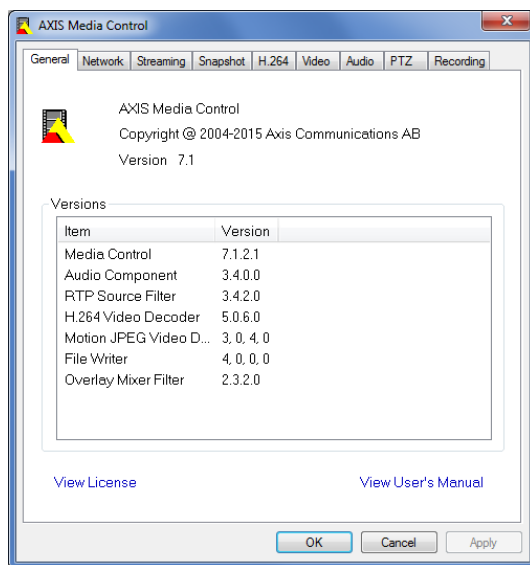 AXIS Media Control
General Network Streaming Snapshot H.264 Video Audio PTZ Recording
AXIS Media Control
Copyright @ 2004-2015 Axis Communications AB
Version 7.1
Versions
Item Version
Media Control 7.1.2.1
Audio Component 3.4.0.0
RTP Source Filter 3.4.2.0
H.264 Video Decoder 5.0.6.0
Motion JPEG Video D... 3, 0, 4, 0
File Writer 4, 0, 0, 0
Overlay Mixer Filter 2.3.2.0
View License View User's Manual
OK Cancel Apply